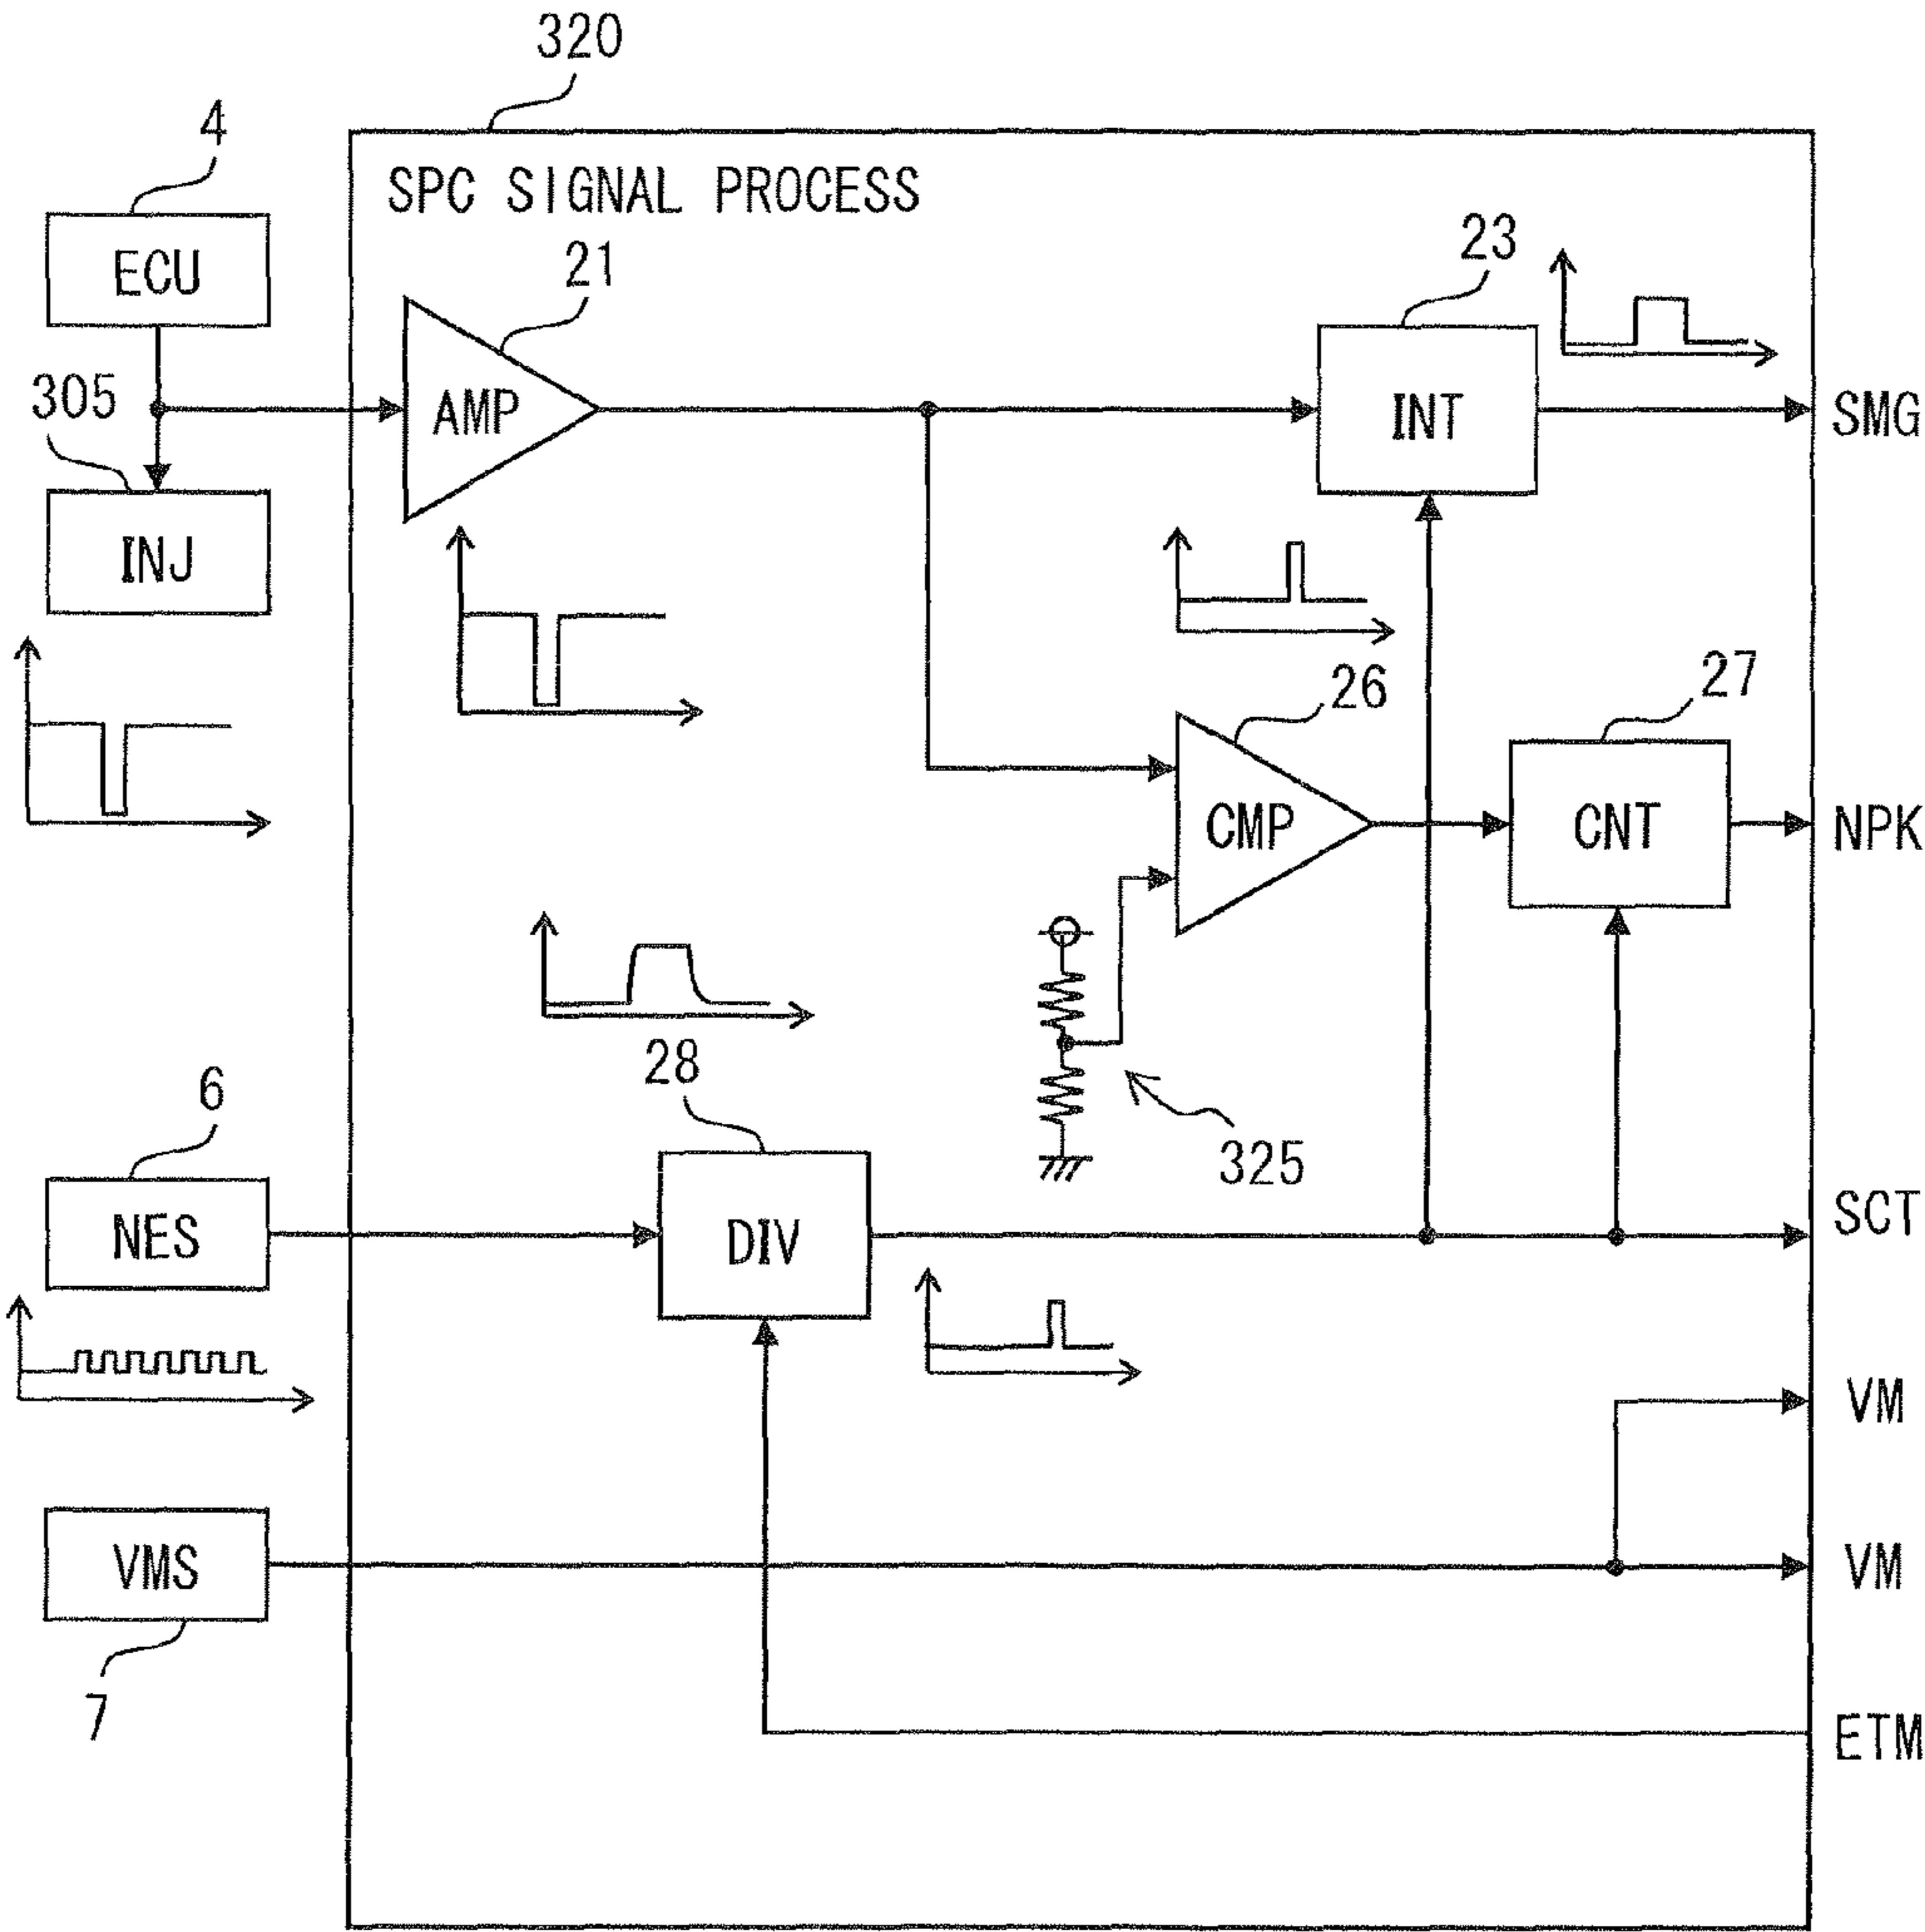 320
4
SPC SIGNAL PROCESS
ECU
21
23
305
AMP
INT
SMG
INJ
26
27
CMP
CNT
NPK
28
6
325
NES
DIV
SCT
VM
VMS
VM
7
ETM